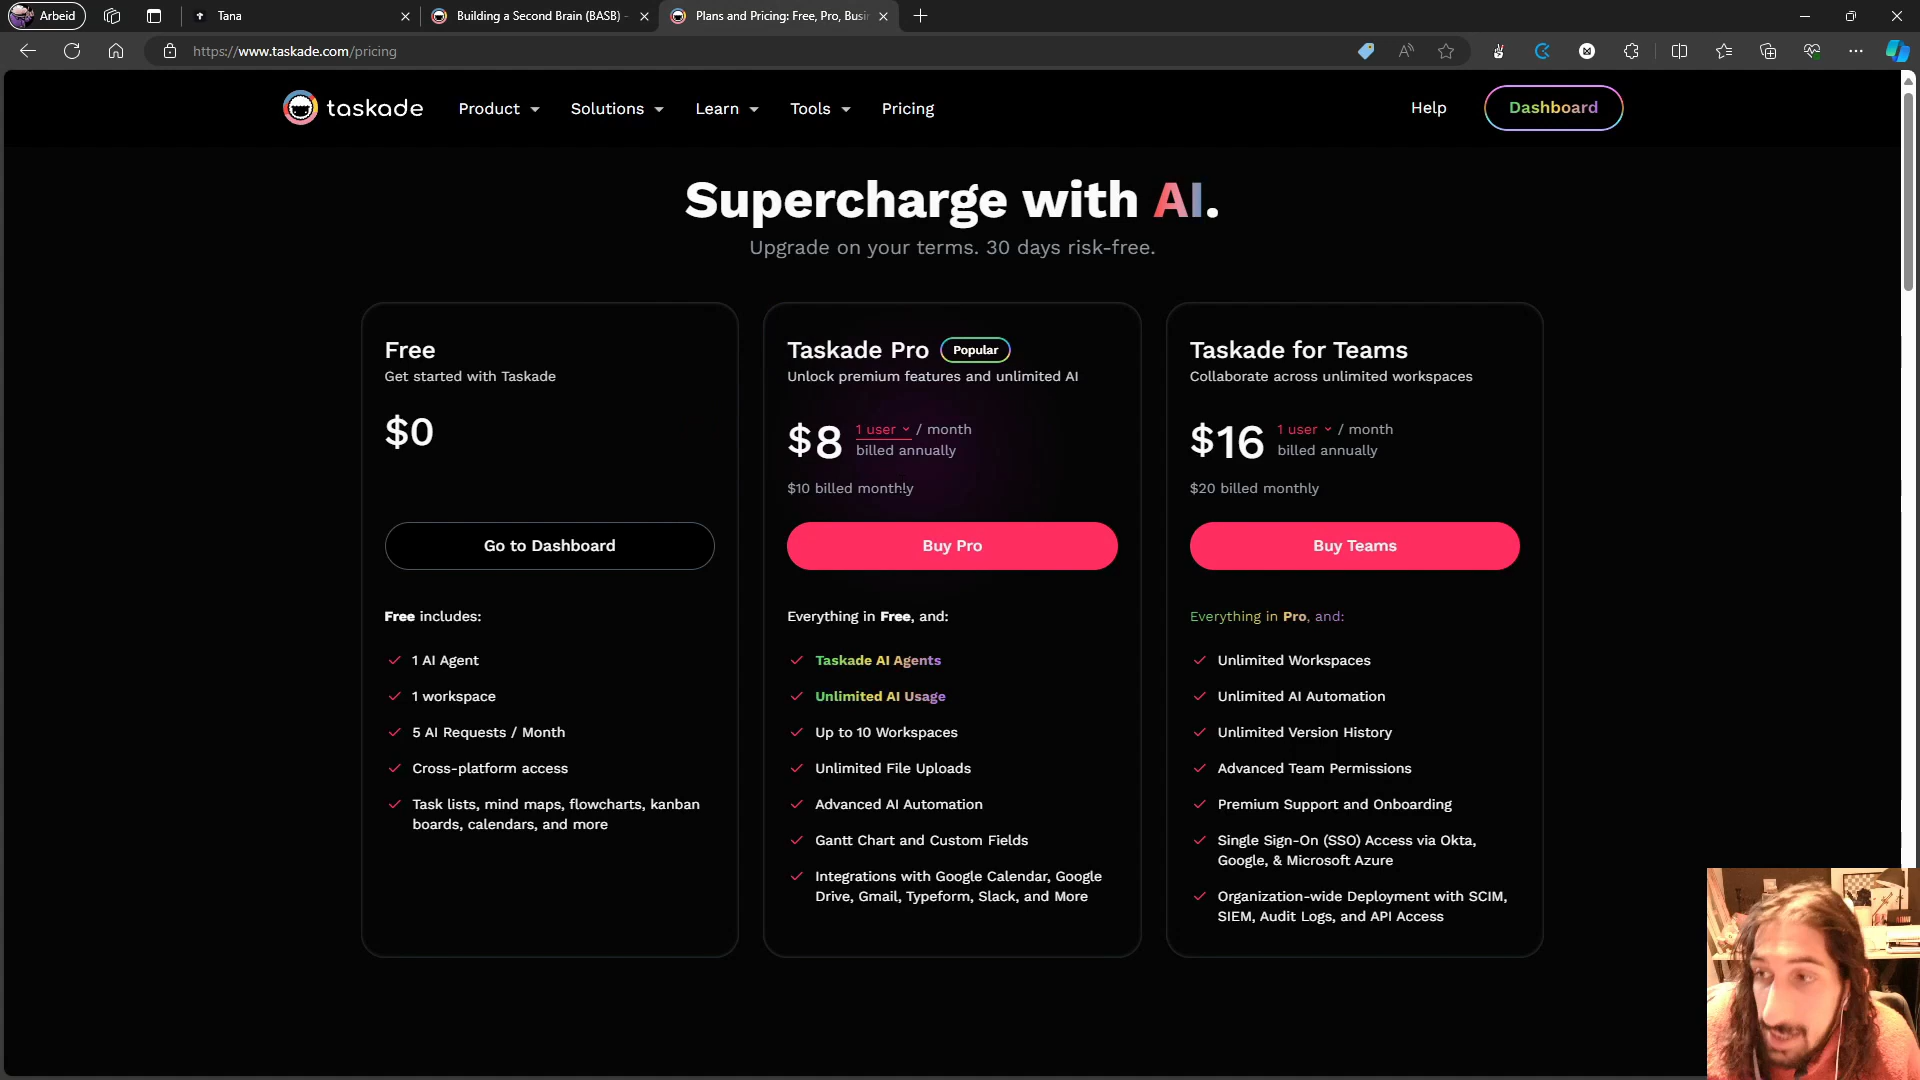 Arbeid
Tana
Building a Second Brain (BASB) -
Plans and Pricing: Free, Pro, Busi
https://www.taskade.com/pricing
taskade
Product
Solutions
Learn
Tools
Pricing
Help
Dashboard
Supercharge with AI.
Upgrade on your terms. 30 days risk-free.
Free
Get started with Taskade
$0
Go to Dashboard
Free includes:
1 AI Agent
1 workspace
5 AI Requests / Month
Cross-platform access
Task lists, mind maps, flowcharts, kanban
boards, calendars, and more
Taskade Pro Popular
Unlock premium features and unlimited AI
$8 1 user / month
billed annually
$10 billed monthly
Buy Pro
Everything in Free, and:
Taskade AI Agents
Unlimited AI Usage
Up to 10 Workspaces
Unlimited File Uploads
Advanced AI Automation
Gantt Chart and Custom Fields
Integrations with Google Calendar, Google
Drive, Gmail, Typeform, Slack, and More
Taskade for Teams
Collaborate across unlimited workspaces
$16 1 user / month
billed annually
$20 billed monthly
Buy Teams
Everything in Pro, and:
Unlimited Workspaces
Unlimited AI Automation
Unlimited Version History
Advanced Team Permissions
Premium Support and Onboarding
Single Sign-On (SSO) Access via Okta,
Google, & Microsoft Azure
Organization-wide Deployment with SCIM,
SIEM, Audit Logs, and API Access